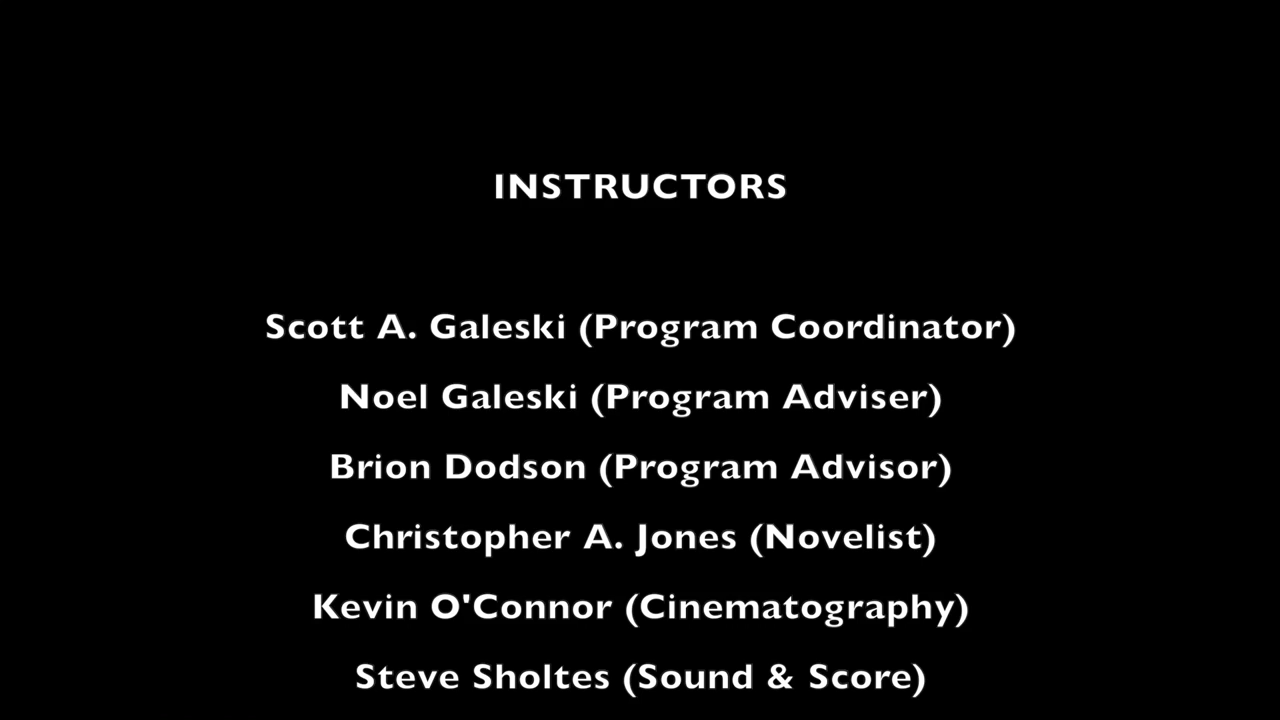 INSTRUCTORS
Scott A. Galeski (Program Coordinator)
Noel Galeski (Program Adviser)
Brion Dodson (Program Advisor)
Christopher A. Jones (Novelist)
Kevin O'Connor (Cinematography)
Steve Sholtes (Sound & Score)